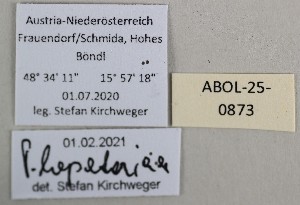 Austria-Niederösterreich
Frauendorf/Schmida, Hohes
Böndl
48° 34' 11" 15° 57' 18"
01.07.2020
leg. Stefan Kirchweger
ABOL-25-
0873
01.02.2021
det. Stefan Kirchweger